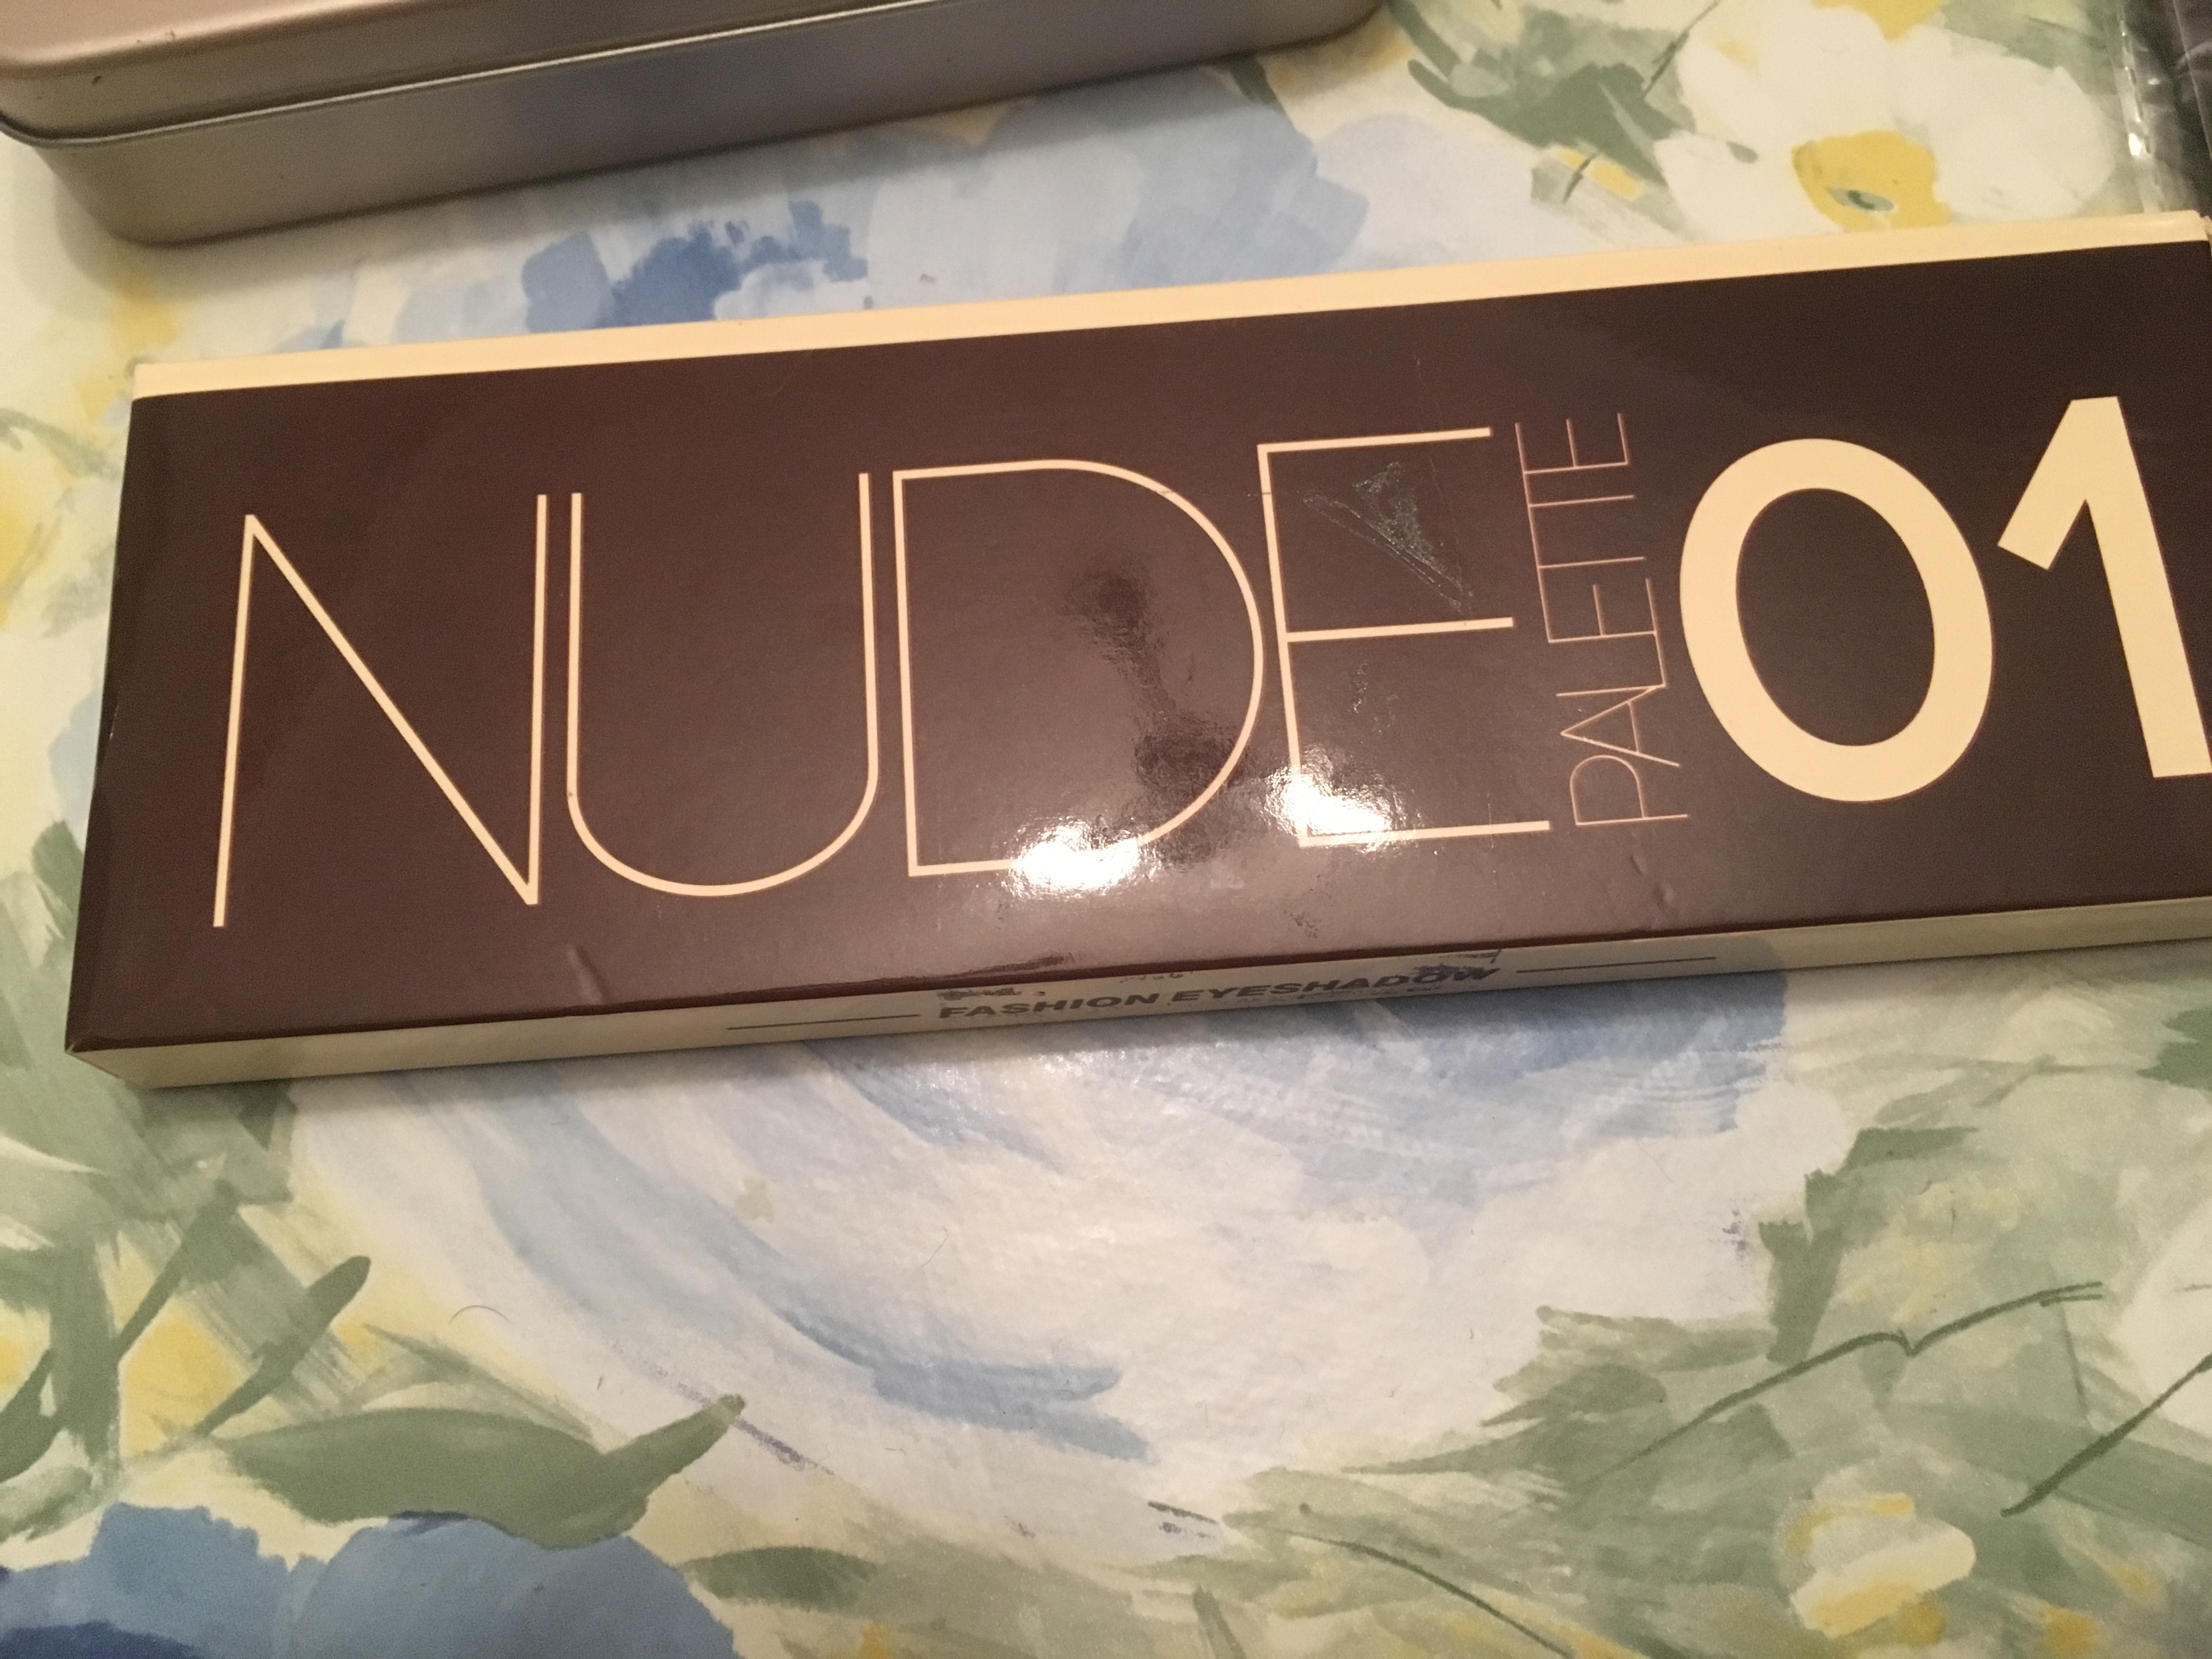 NUDE
PALETTE
01
FASHION EYESHADOW